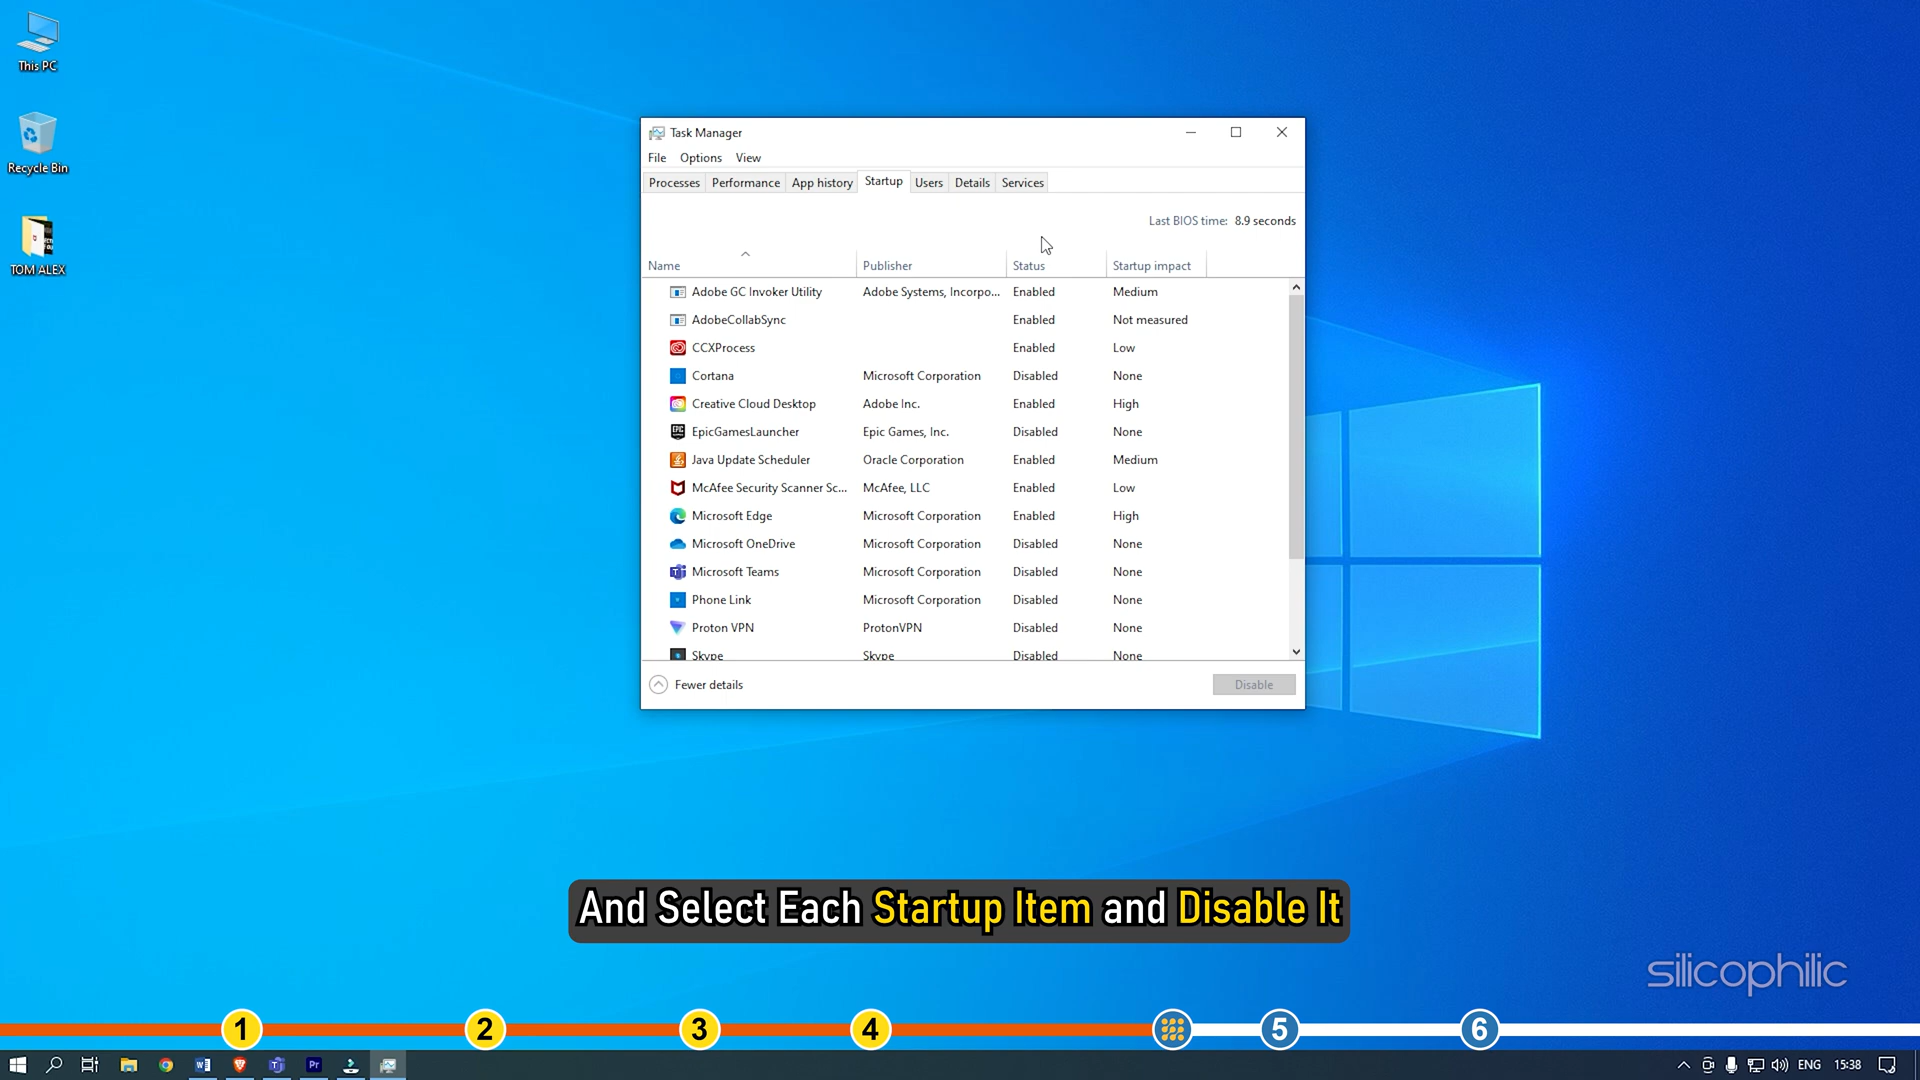 This PC
Recycle Bin
TOM ALEX
Task Manager
File Options View
Processes Performance App history Startup Users Details Services
Last BIOS time: 8.9 seconds
Name Publisher Status Startup impact
Adobe GC Invoker Utility Adobe Systems, Incorpo... Enabled Medium
AdobeCollabSync Enabled Not measured
CCXProcess Enabled Low
Cortana Microsoft Corporation Disabled None
Creative Cloud Desktop Adobe Inc. Enabled High
EpicGamesLauncher Epic Games, Inc. Disabled None
Java Update Scheduler Oracle Corporation Enabled Medium
McAfee Security Scanner Sc... McAfee, LLC Enabled Low
Microsoft Edge Microsoft Corporation Enabled High
Microsoft OneDrive Microsoft Corporation Disabled None
Microsoft Teams Microsoft Corporation Disabled None
Phone Link Microsoft Corporation Disabled None
Proton VPN ProtonVPN Disabled None
Skype Skype Disabled None
Fewer details Disable
And Select Each Startup Item and Disable It
silicophilic
1 2 3 4 5 6
ENG 15:38